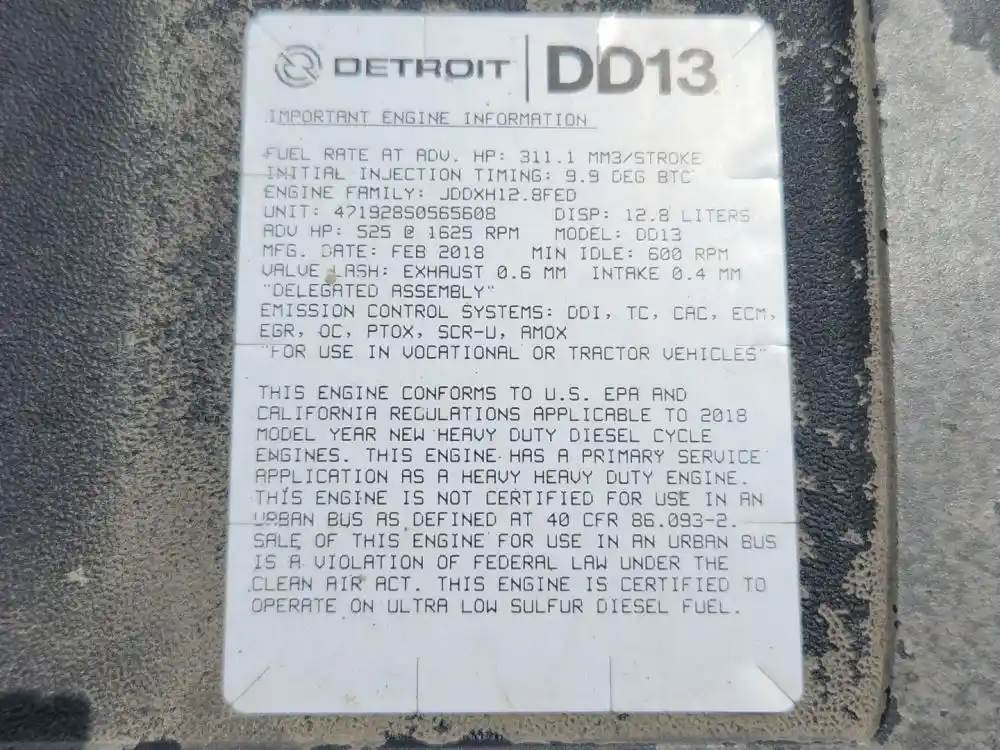 DETROIT DD13
IMPORTANT ENGINE INFORMATION
FUEL RATE AT ADV. HP: 311.1 MM3/STROKE
INITIAL INJECTION TIMING: 9.9 DEG BTC
ENGINE FAMILY: JDDXH12.8FED
UNIT: 471928S0565608 DISP: 12.8 LITERS
ADV HP: 525 @ 1625 RPM MODEL: DD13
MFG. DATE: FEB 2018 MIN IDLE: 600 RPM
VALVE LASH: EXHAUST 0.6 MM INTAKE 0.4 MM
"DELEGATED ASSEMBLY"
EMISSION CONTROL SYSTEMS: DDI, TC, CAC, ECM,
EGR, OC, PTOX, SCR-U, AMOX
"FOR USE IN VOCATIONAL OR TRACTOR VEHICLES"
THIS ENGINE CONFORMS TO U.S. EPA AND
CALIFORNIA REGULATIONS APPLICABLE TO 2018
MODEL YEAR NEW HEAVY DUTY DIESEL CYCLE
ENGINES. THIS ENGINE HAS A PRIMARY SERVICE
APPLICATION AS A HEAVY HEAVY DUTY ENGINE.
THIS ENGINE IS NOT CERTIFIED FOR USE IN AN
URBAN BUS AS DEFINED AT 40 CFR 86.093-2.
SALE OF THIS ENGINE FOR USE IN AN URBAN BUS
IS A VIOLATION OF FEDERAL LAW UNDER THE
CLEAN AIR ACT. THIS ENGINE IS CERTIFIED TO
OPERATE ON ULTRA LOW SULFUR DIESEL FUEL.